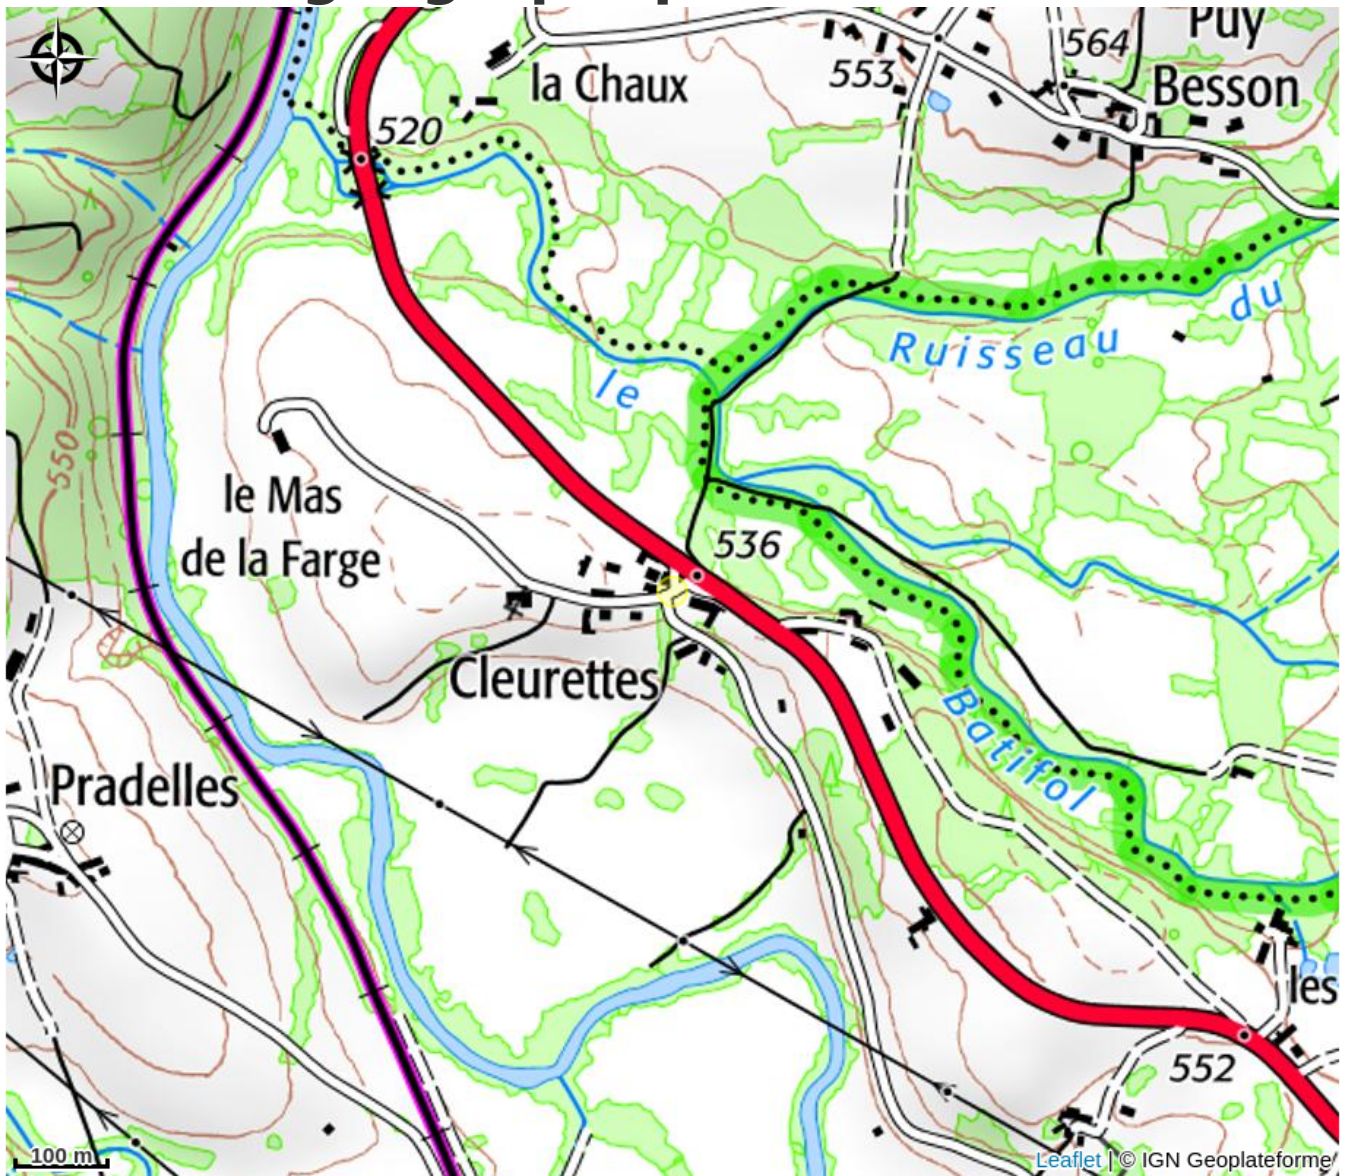 Puy
Besson
564
553
la Chaux
520
du
Ruisseau
le
550
le Mas
de la Farge
536
Cleurettes
Batifol
Pradelles
les
552
100 m
Leaflet | © IGN Geoplateforme